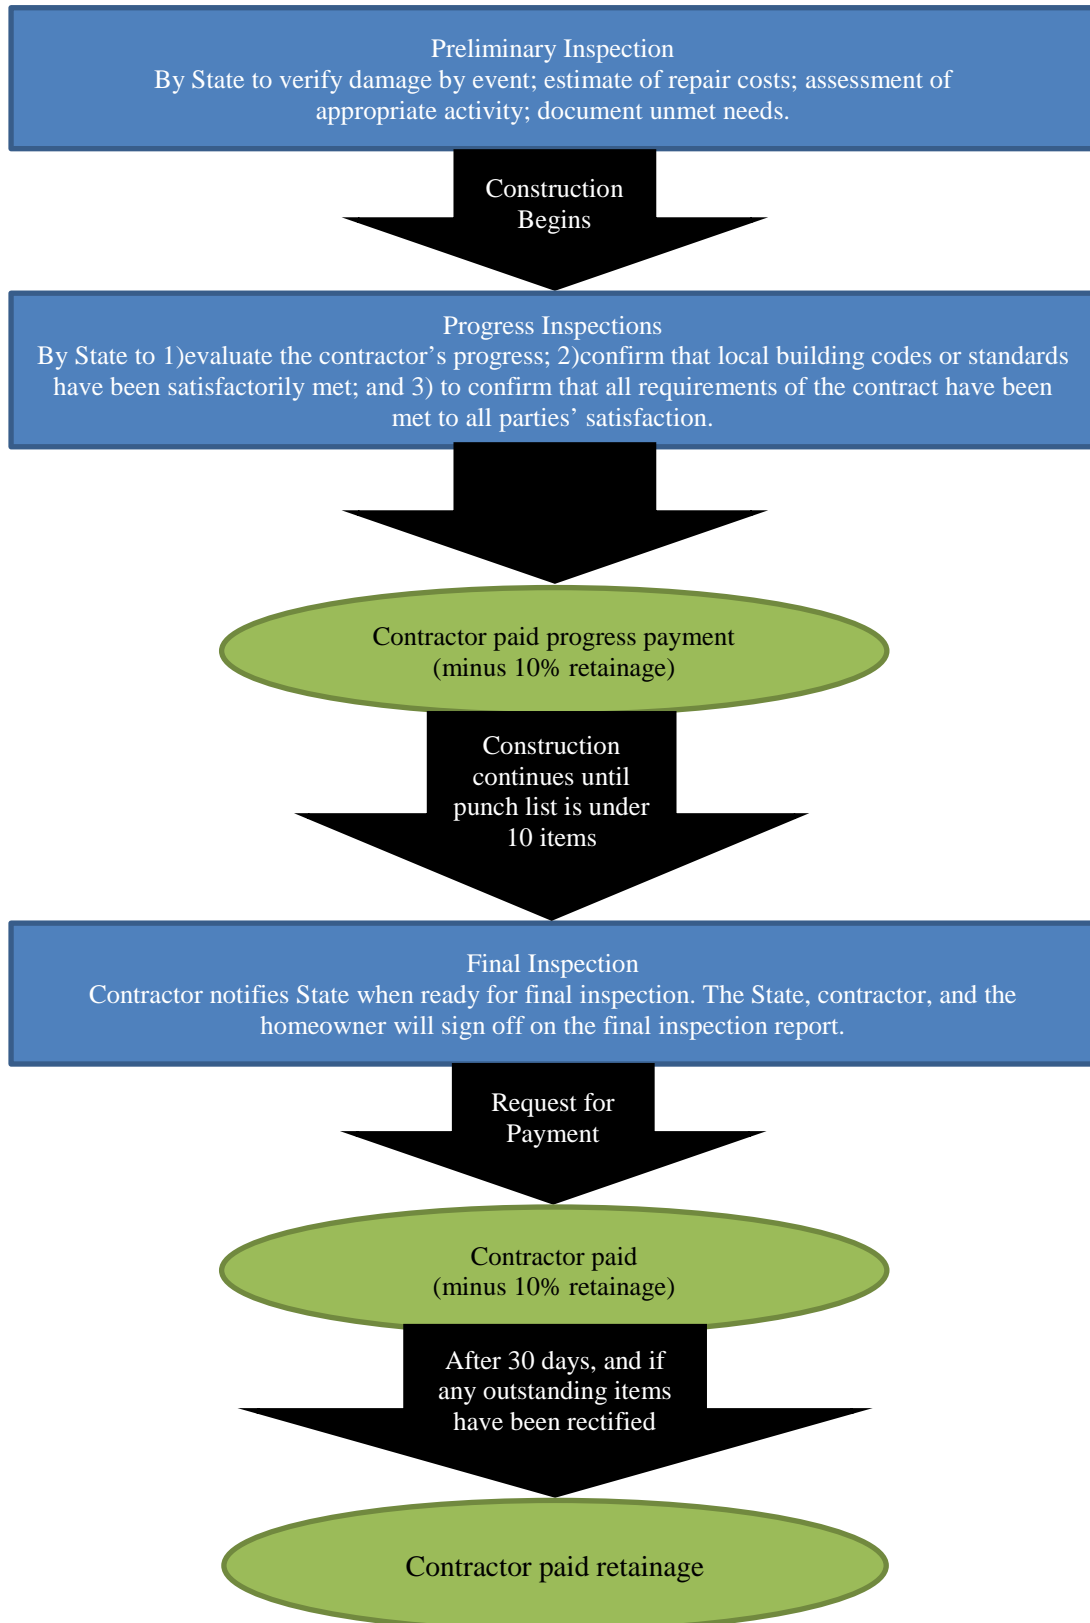 Preliminary Inspection
By State to verify damage by event; estimate of repair costs; assessment of
appropriate activity; document unmet needs.
Construction
Begins
Progress Inspections
By State to 1)evaluate the contractor’s progress; 2)confirm that local building codes or standards
have been satisfactorily met; and 3) to confirm that all requirements of the contract have been
met to all parties’ satisfaction.
Contractor paid progress payment
(minus 10% retainage)
Construction
continues until
punch list is under
10 items
Final Inspection
Contractor notifies State when ready for final inspection. The State, contractor, and the
homeowner will sign off on the final inspection report.
Request for
Payment
Contractor paid
(minus 10% retainage)
After 30 days, and if
any outstanding items
have been rectified
Contractor paid retainage